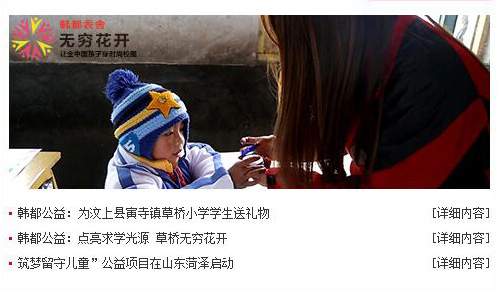 韩都衣舍
无穷花开
让全中国孩子穿时尚校服
5
韩都公益：为汶上县寅寺镇草桥小学学生送礼物 [详细内容]
韩都公益：点亮求学光源 草桥无穷花开 [详细内容]
筑梦留守儿童”公益项目在山东菏泽启动 [详细内容]